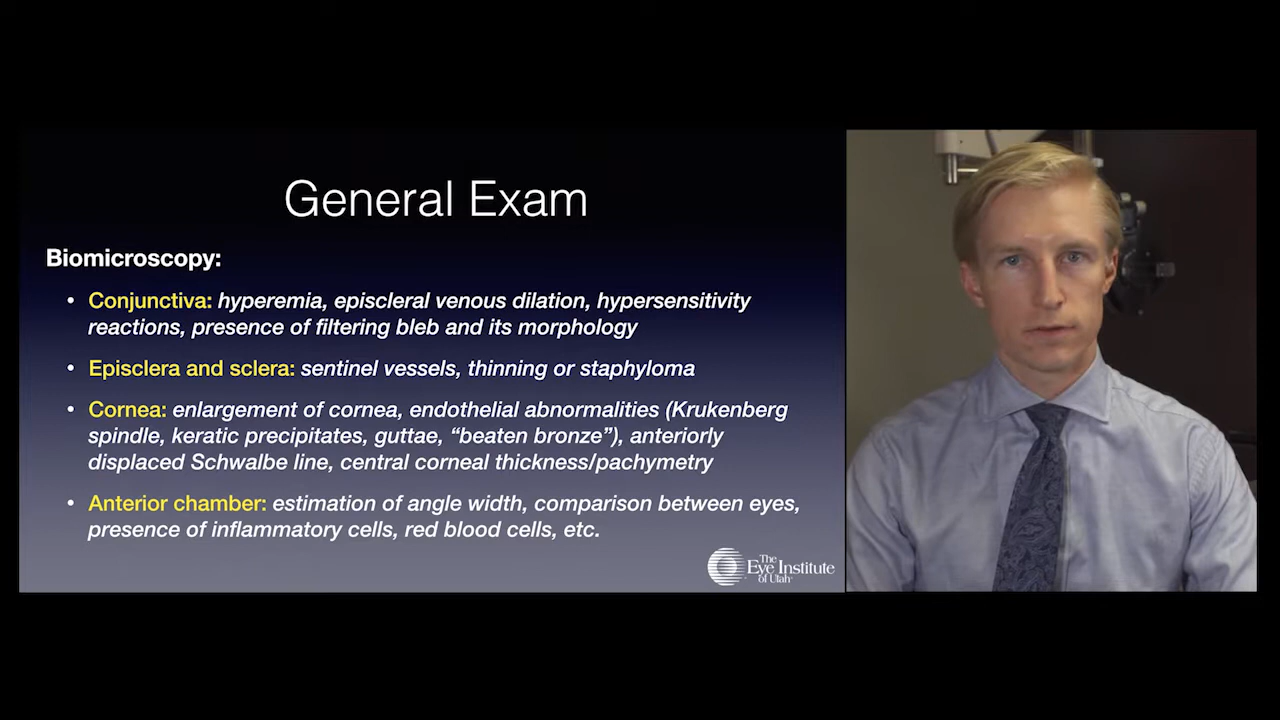 General Exam
Biomicroscopy:
• Conjunctiva: hyperemia, episcleral venous dilation, hypersensitivity
reactions, presence of filtering bleb and its morphology
• Episclera and sclera: sentinel vessels, thinning or staphyloma
• Cornea: enlargement of cornea, endothelial abnormalities (Krukenberg
spindle, keratic precipitates, guttae, “beaten bronze”), anteriorly
displaced Schwalbe line, central corneal thickness/pachymetry
• Anterior chamber: estimation of angle width, comparison between eyes,
presence of inflammatory cells, red blood cells, etc.
The
Eye Institute
of Utah